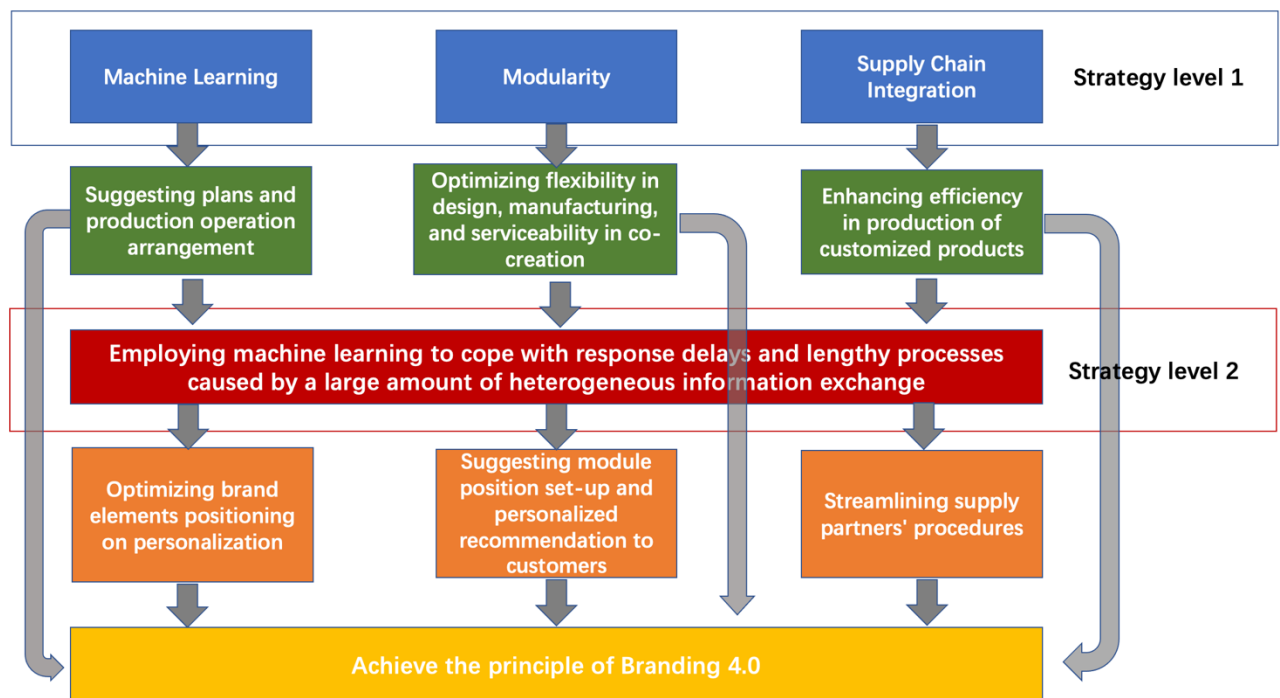 Machine Learning
Modularity
Supply Chain
Integration
Strategy level 1
Suggesting plans and
production operation
arrangement
Optimizing flexibility in
design, manufacturing,
and serviceability in co-
creation
Enhancing efficiency
in production of
customized products
Employing machine learning to cope with response delays and lengthy processes
caused by a large amount of heterogeneous information exchange
Strategy level 2
Optimizing brand
elements positioning
on personalization
Suggesting module
position set-up and
personalized
recommendation to
customers
Streamlining supply
partners' procedures
Achieve the principle of Branding 4.0